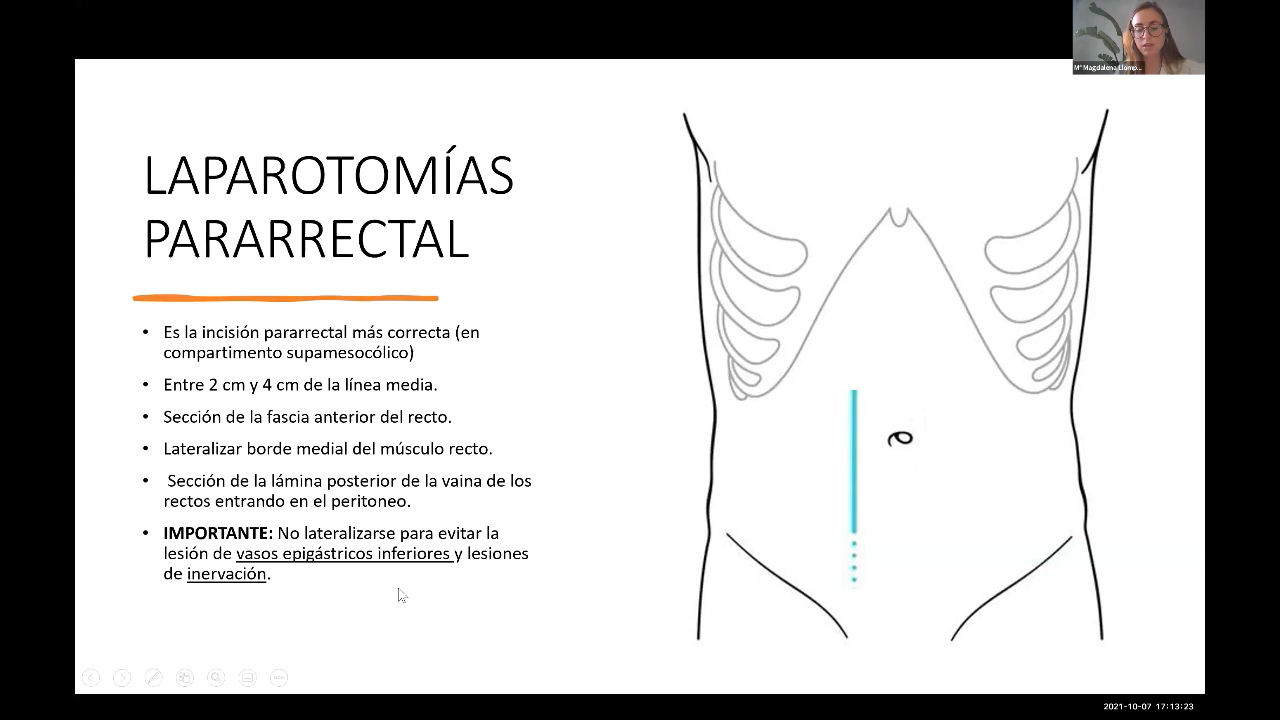 Mª Magdalena Llomp...
LAPAROTOMÍAS
PARARRECTAL
• Es la incisión pararrectal más correcta (en
compartimento supamesocólico)
• Entre 2 cm y 4 cm de la línea media.
• Sección de la fascia anterior del recto.
• Lateralizar borde medial del músculo recto.
• Sección de la lámina posterior de la vaina de los
rectos entrando en el peritoneo.
• IMPORTANTE: No lateralizarse para evitar la
lesión de vasos epigástricos inferiores y lesiones
de inervación.
2021-10-07 17:13:23